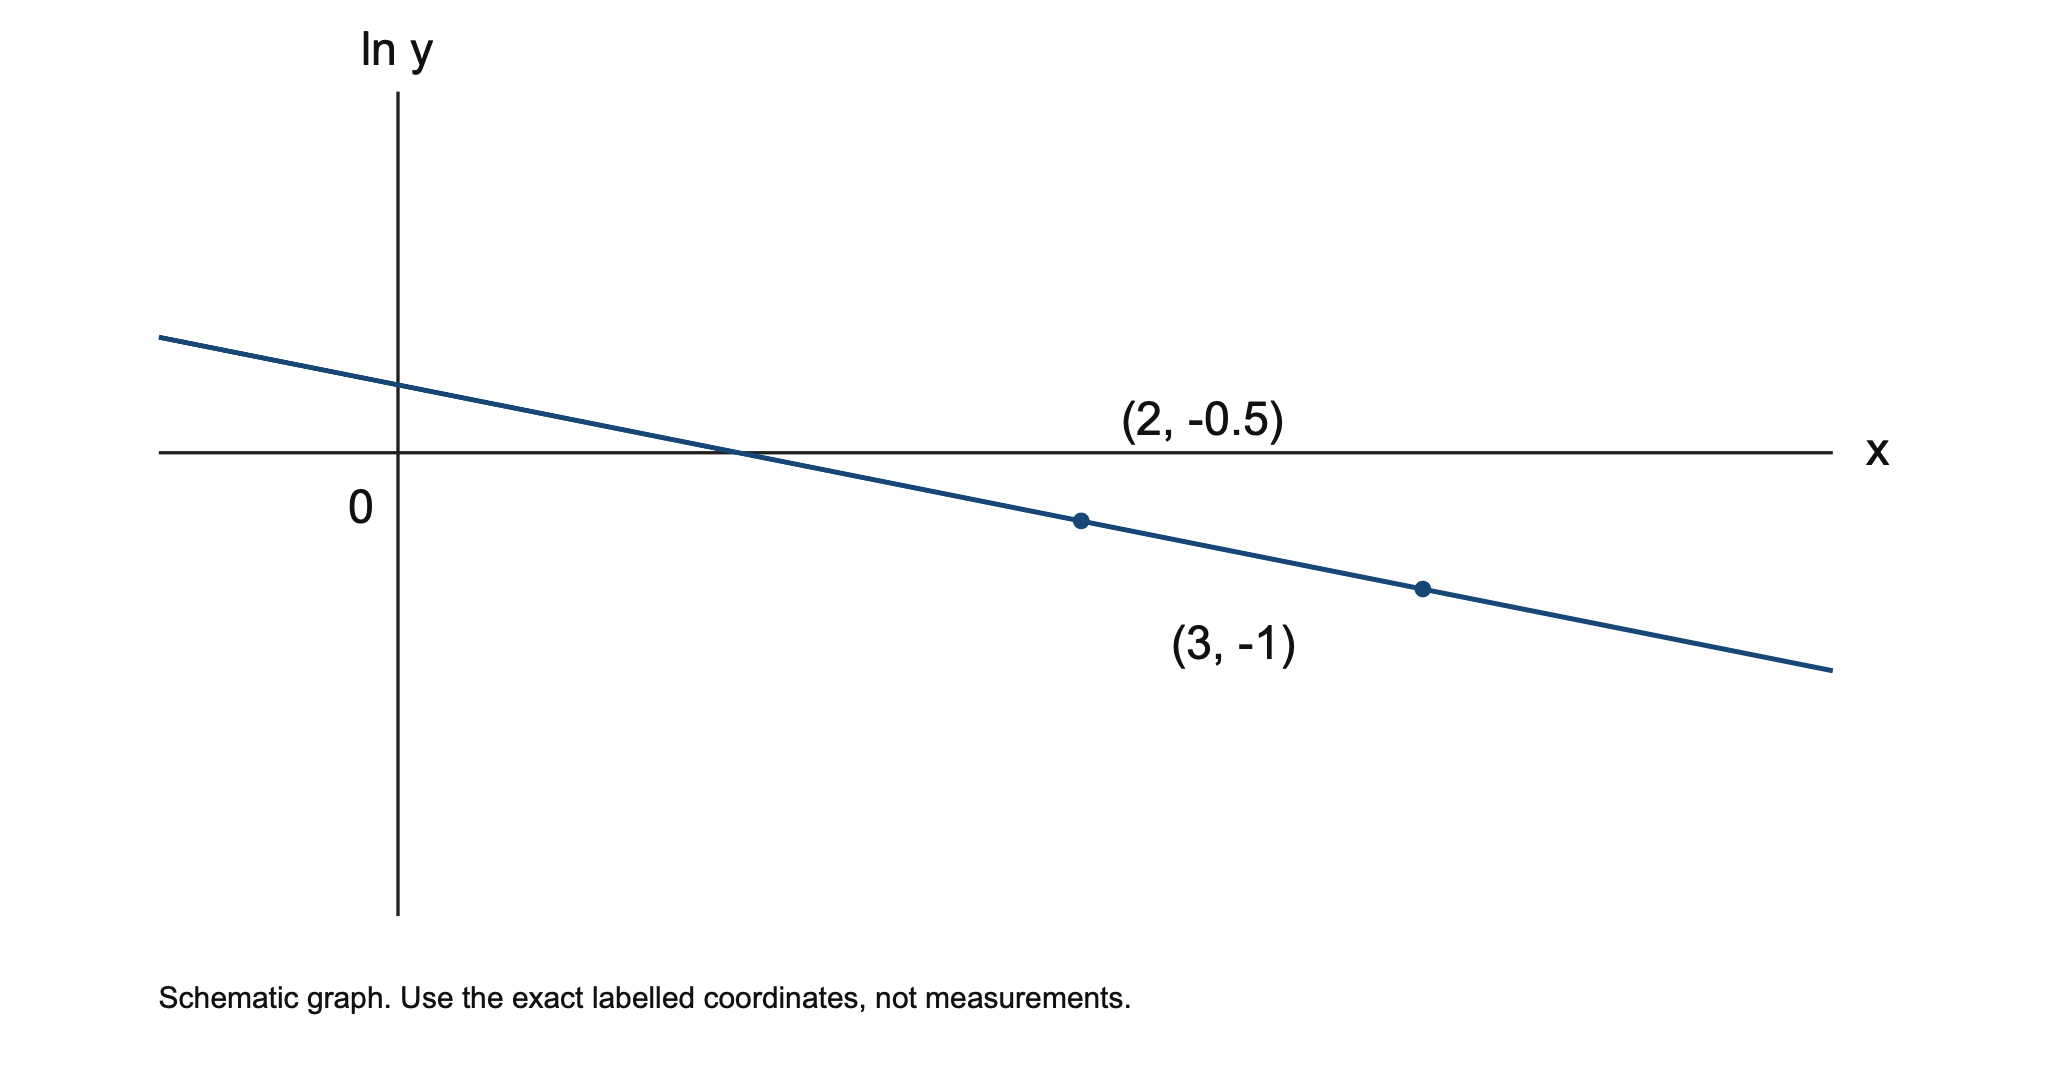 ln y
(2, -0.5)
x
0
(3, -1)
Schematic graph. Use the exact labelled coordinates, not measurements.